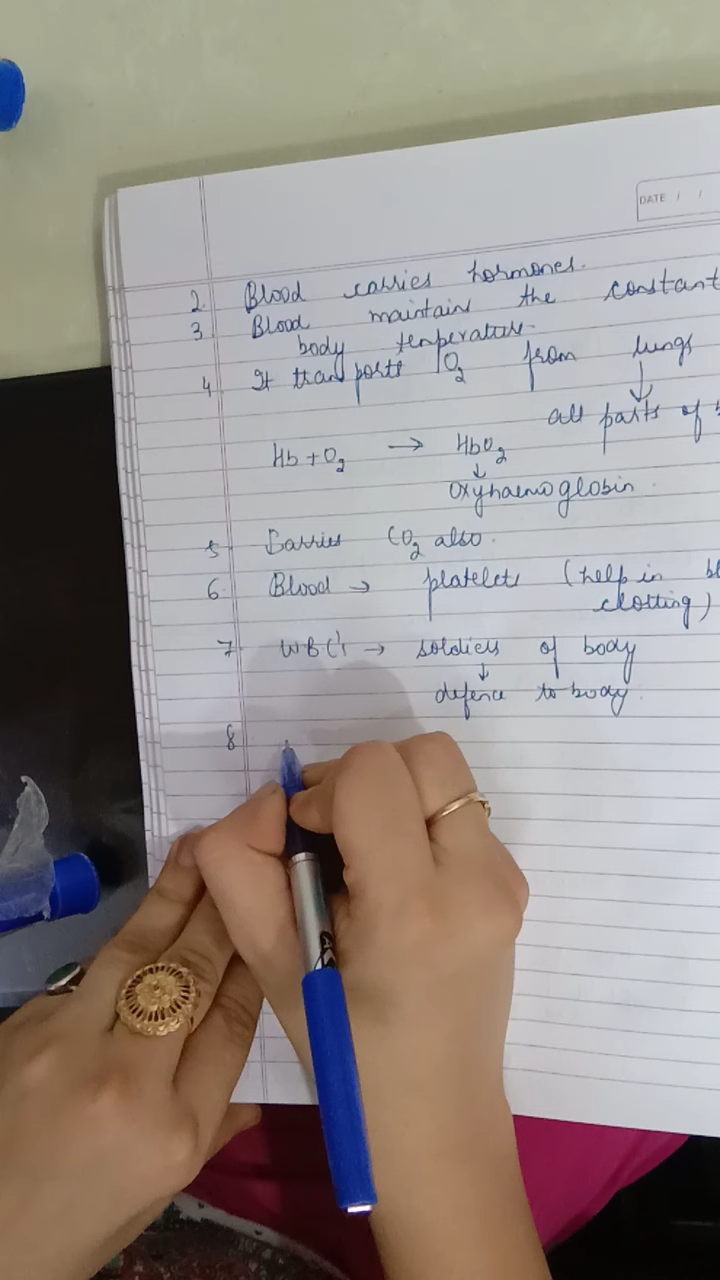 DATE / /
2. Blood carries hormones.
3 Blood maintains the constant
body temperature.
4 It transports O2 from lungs
↓
all parts of
Hb + O2 → HbO2
↓
Oxyhaemoglobin.
5 Carries CO2 also.
6. Blood → platelets (help in bl
clotting)
7. WBC's → soldiers of body
↓
defence to body.
8